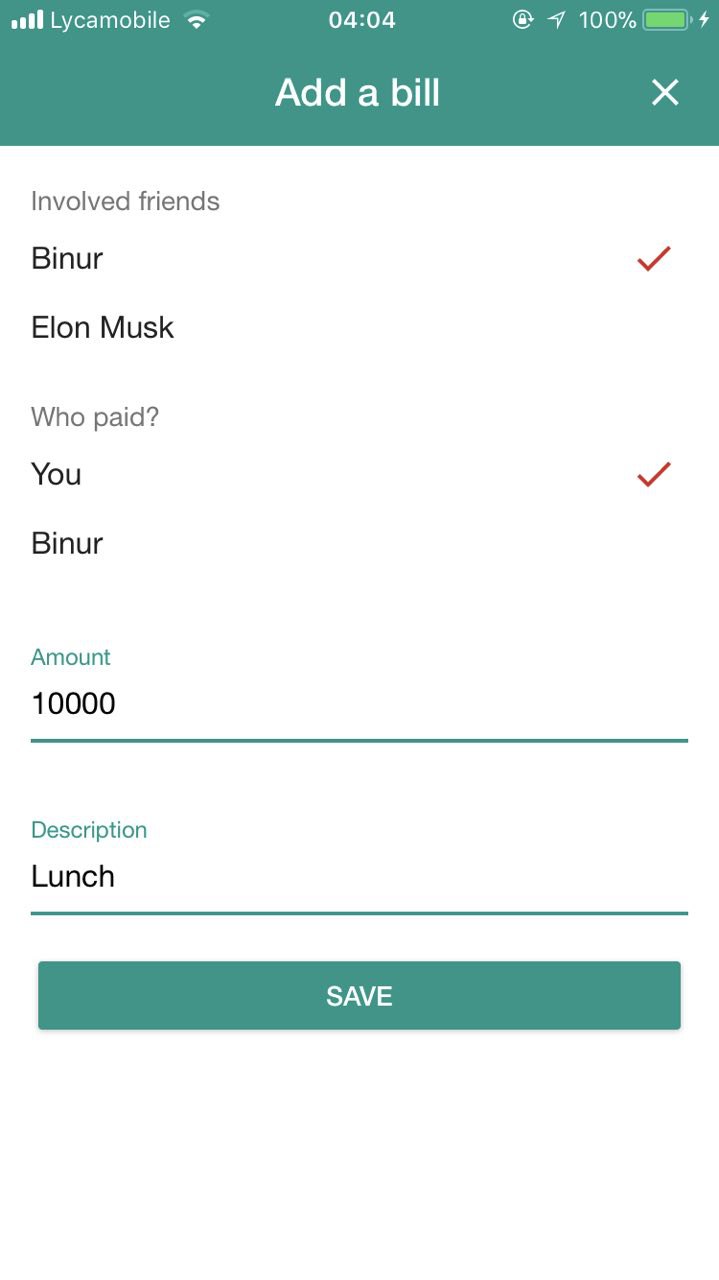 Lycamobile 04:04 100%
Add a bill
Involved friends
Binur
Elon Musk
Who paid?
You
Binur
Amount
10000
Description
Lunch
SAVE